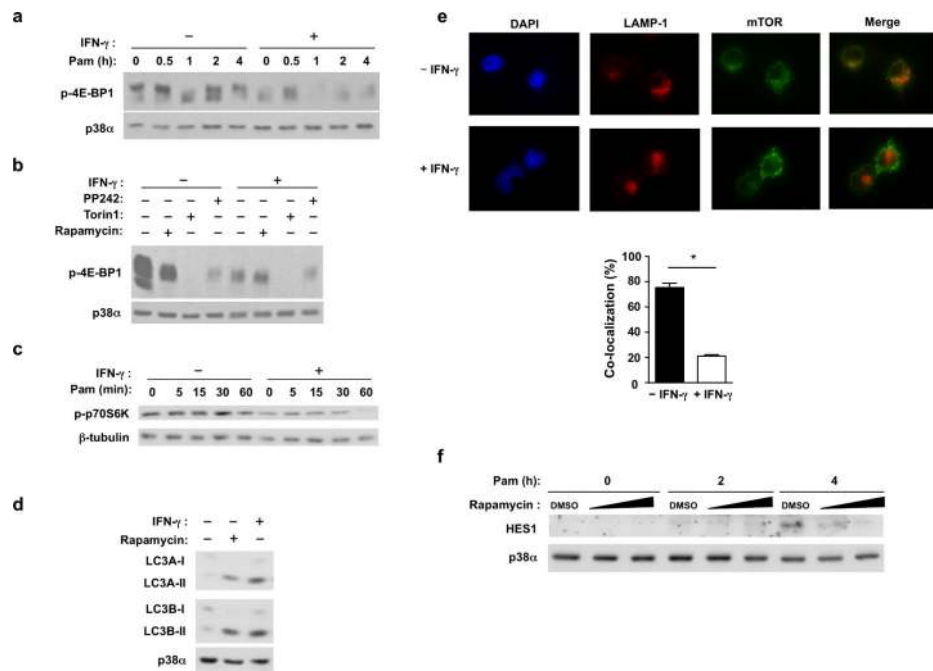 a
IFN-γ : − +
Pam (h): 0 0.5 1 2 4 0 0.5 1 2 4
p-4E-BP1
p38α
b
IFN-γ : − +
PP242: − − − + − − − +
Torin1: − − + − − − + −
Rapamycin: − + − − − + − −
p-4E-BP1
p38α
c
IFN-γ : − +
Pam (min): 0 5 15 30 60 0 5 15 30 60
p-p70S6K
β-tubulin
d
IFN-γ : − − +
Rapamycin: − + −
LC3A-I
LC3A-II
LC3B-I
LC3B-II
p38α
e
DAPI LAMP-1 mTOR Merge
− IFN-γ
+ IFN-γ
Co-localization (%)
100
80
60
40
20
0
*
− IFN-γ + IFN-γ
f
Pam (h): 0 2 4
Rapamycin : DMSO DMSO DMSO
HES1
p38α